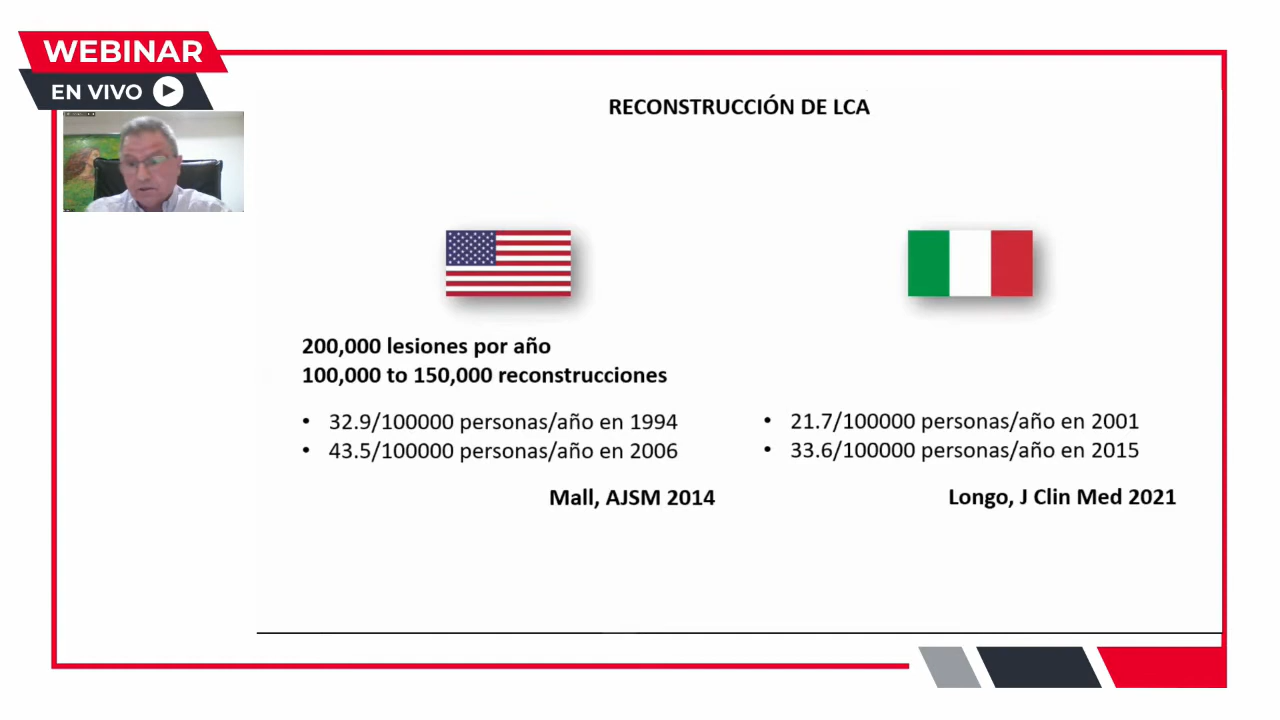 WEBINAR
EN VIVO
RECONSTRUCCIÓN DE LCA
200,000 lesiones por año
100,000 to 150,000 reconstrucciones
• 32.9/100000 personas/año en 1994
• 43.5/100000 personas/año en 2006
Mall, AJSM 2014
• 21.7/100000 personas/año en 2001
• 33.6/100000 personas/año en 2015
Longo, J Clin Med 2021